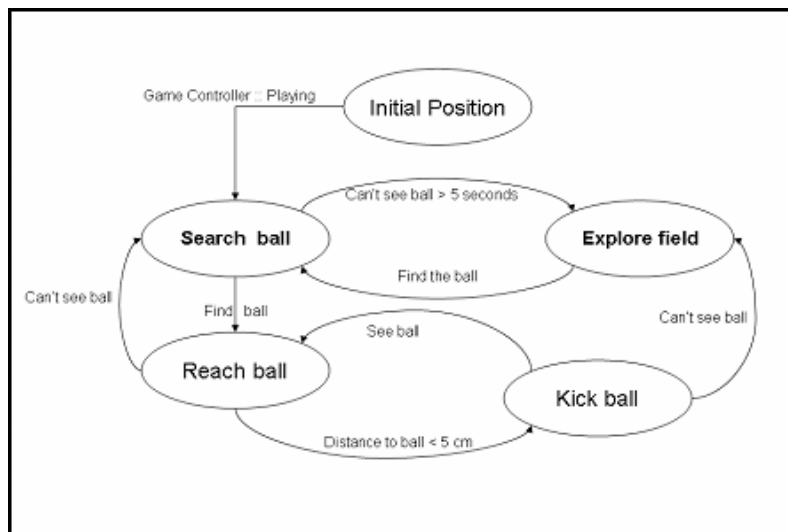 Game Controller :: Playing
Initial Position
Can't see ball > 5 seconds
Search ball
Explore field
Find the ball
Can't see ball
Find ball
See ball
Can't see ball
Reach ball
Kick ball
Distance to ball < 5 cm